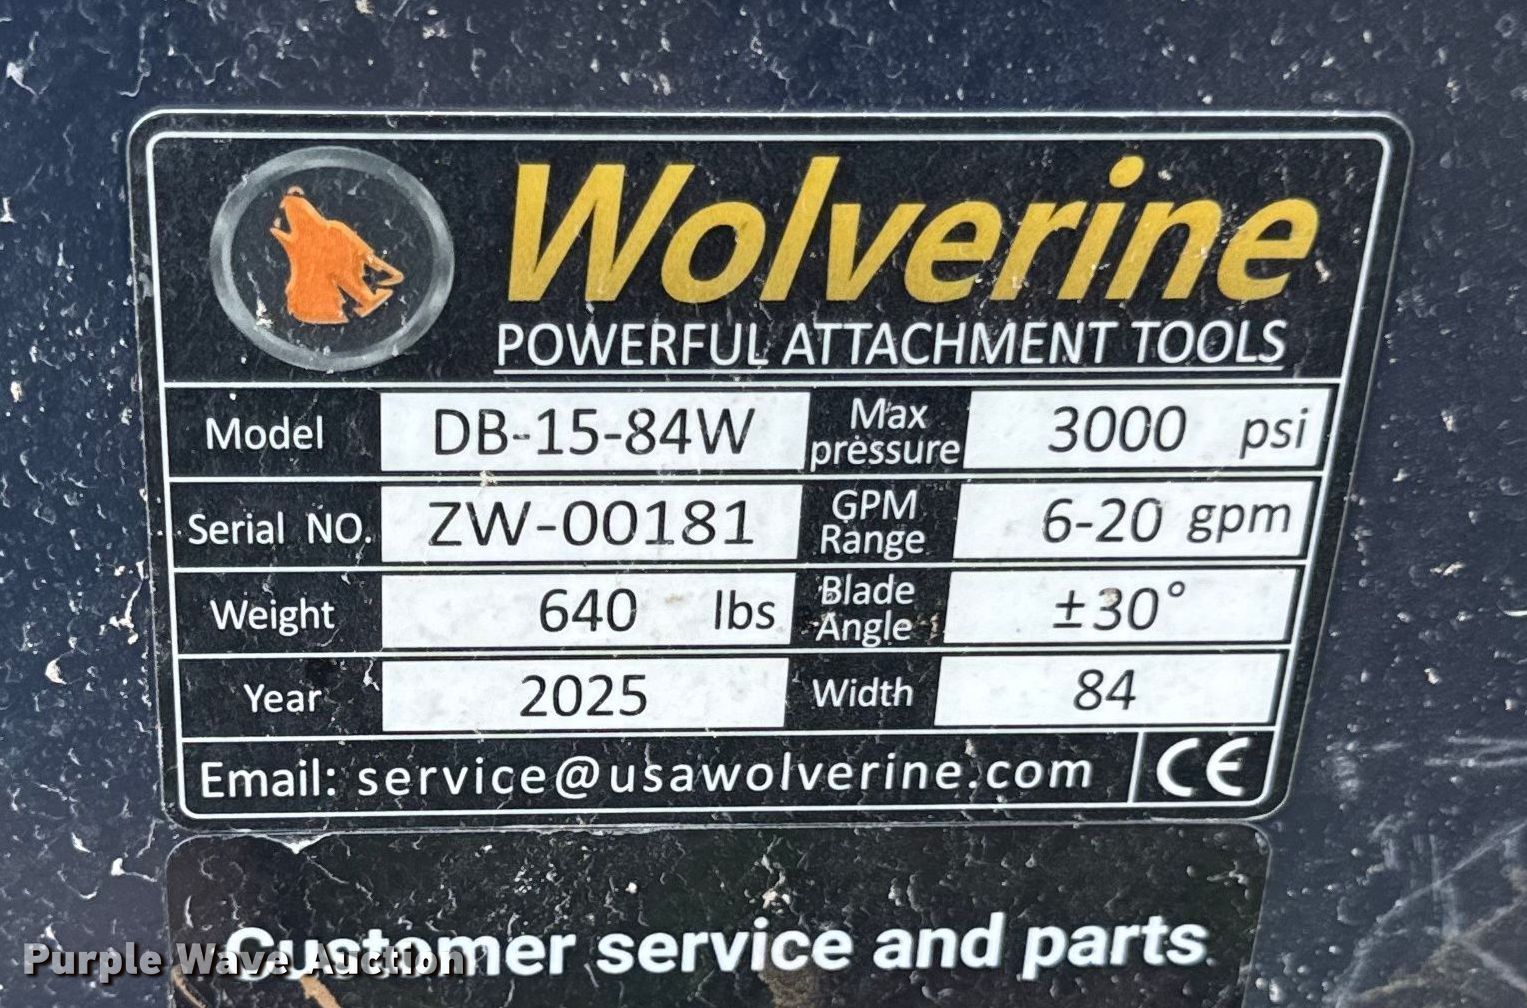 Wolverine
POWERFUL ATTACHMENT TOOLS
Model DB-15-84W Max pressure 3000 psi
Serial NO. ZW-00181 GPM Range 6-20 gpm
Weight 640 lbs Blade Angle ±30°
Year 2025 Width 84
Email: service@usawolverine.com CE
Customer service and parts
Purple Wave Auction